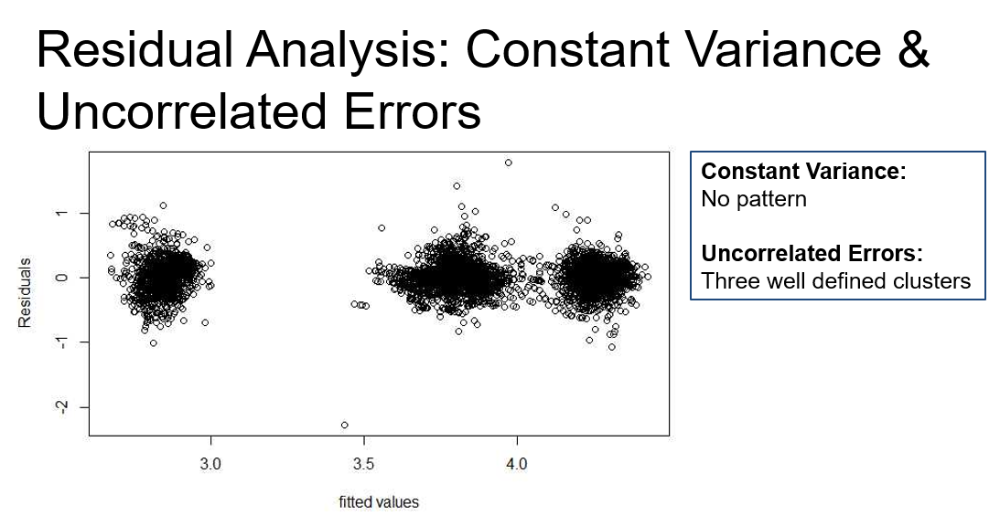 Residual Analysis: Constant Variance &
Uncorrelated Errors
Constant Variance:
No pattern
Uncorrelated Errors:
Three well defined clusters
Residuals
1
0
-1
-2
3.0
3.5
4.0
fitted values